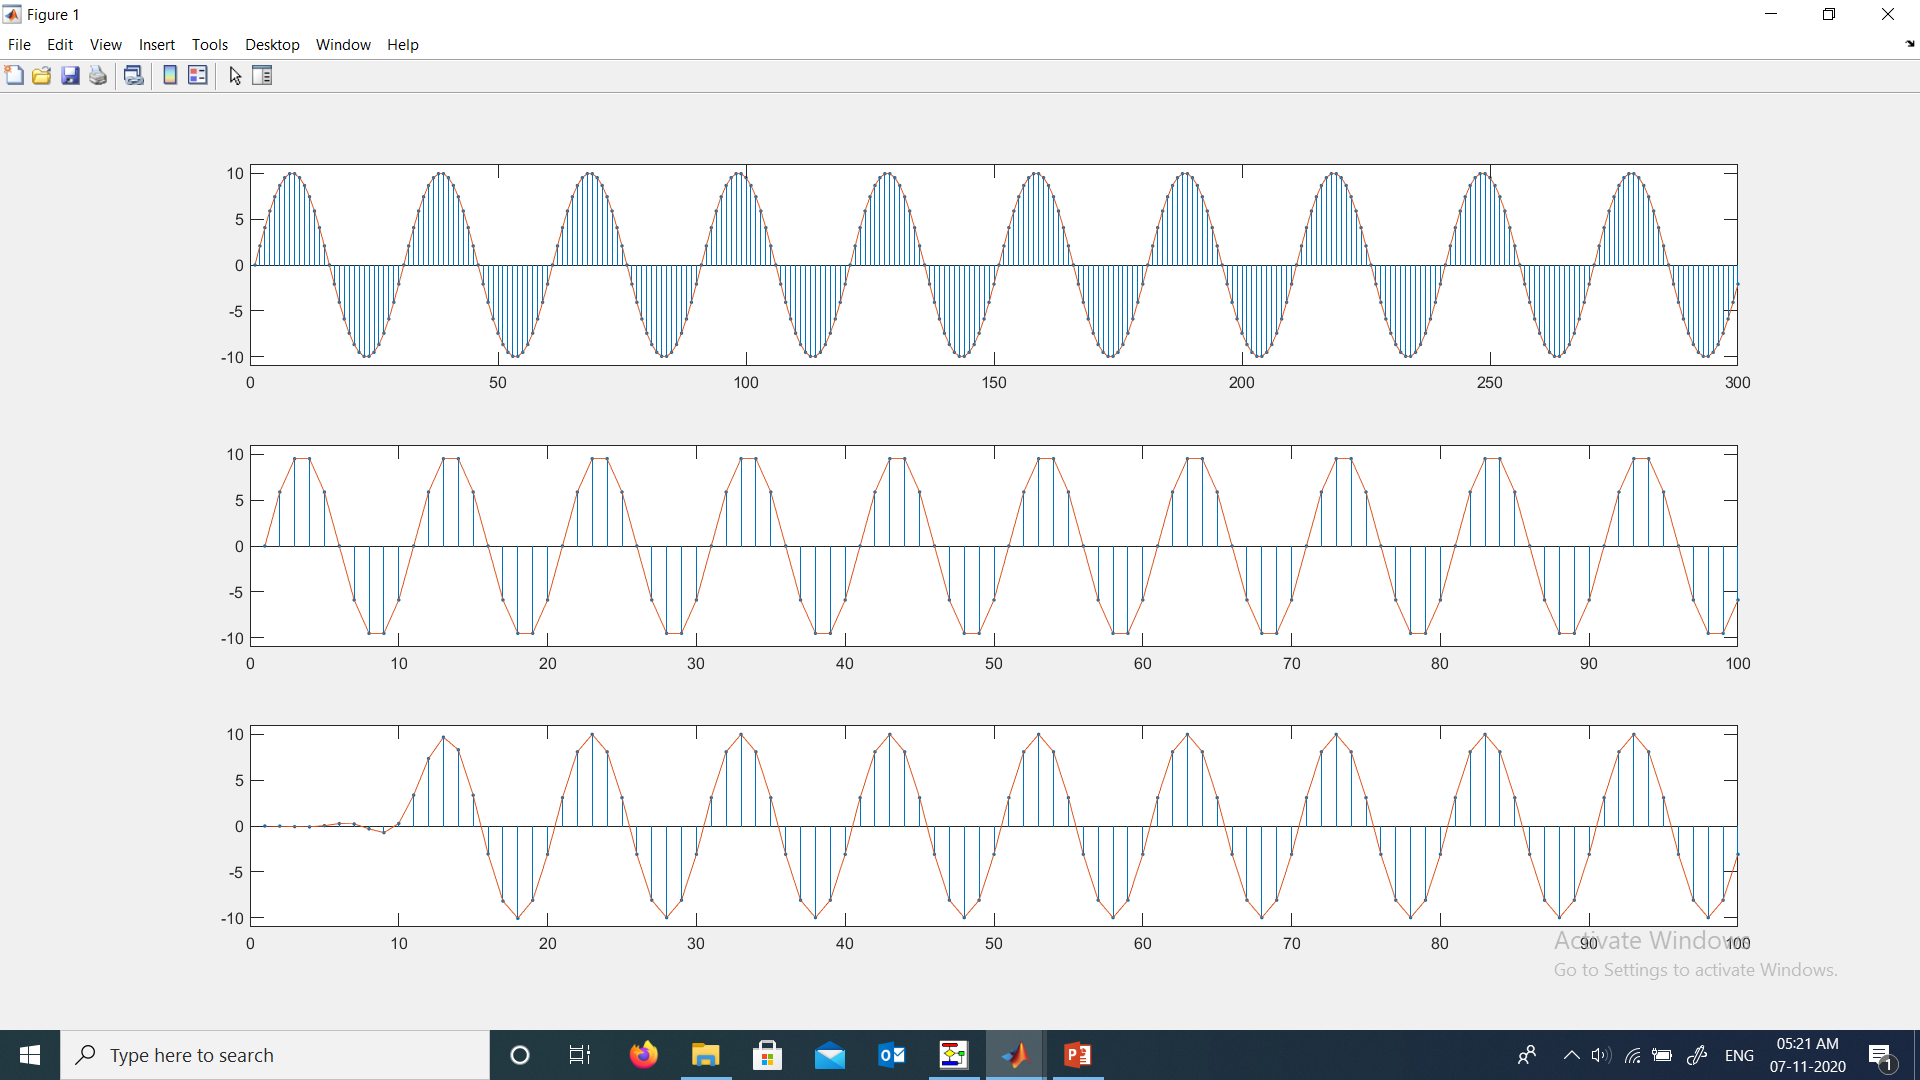 Figure 1
File Edit View Insert Tools Desktop Window Help
10
5
0
-5
-10
0 50 100 150 200 250 300
10
5
0
-5
-10
0 10 20 30 40 50 60 70 80 90 100
10
5
0
-5
-10
0 10 20 30 40 50 60 70 80 90 100
Activate Windows
Go to Settings to activate Windows.
Type here to search
ENG
05:21 AM
07-11-2020
1